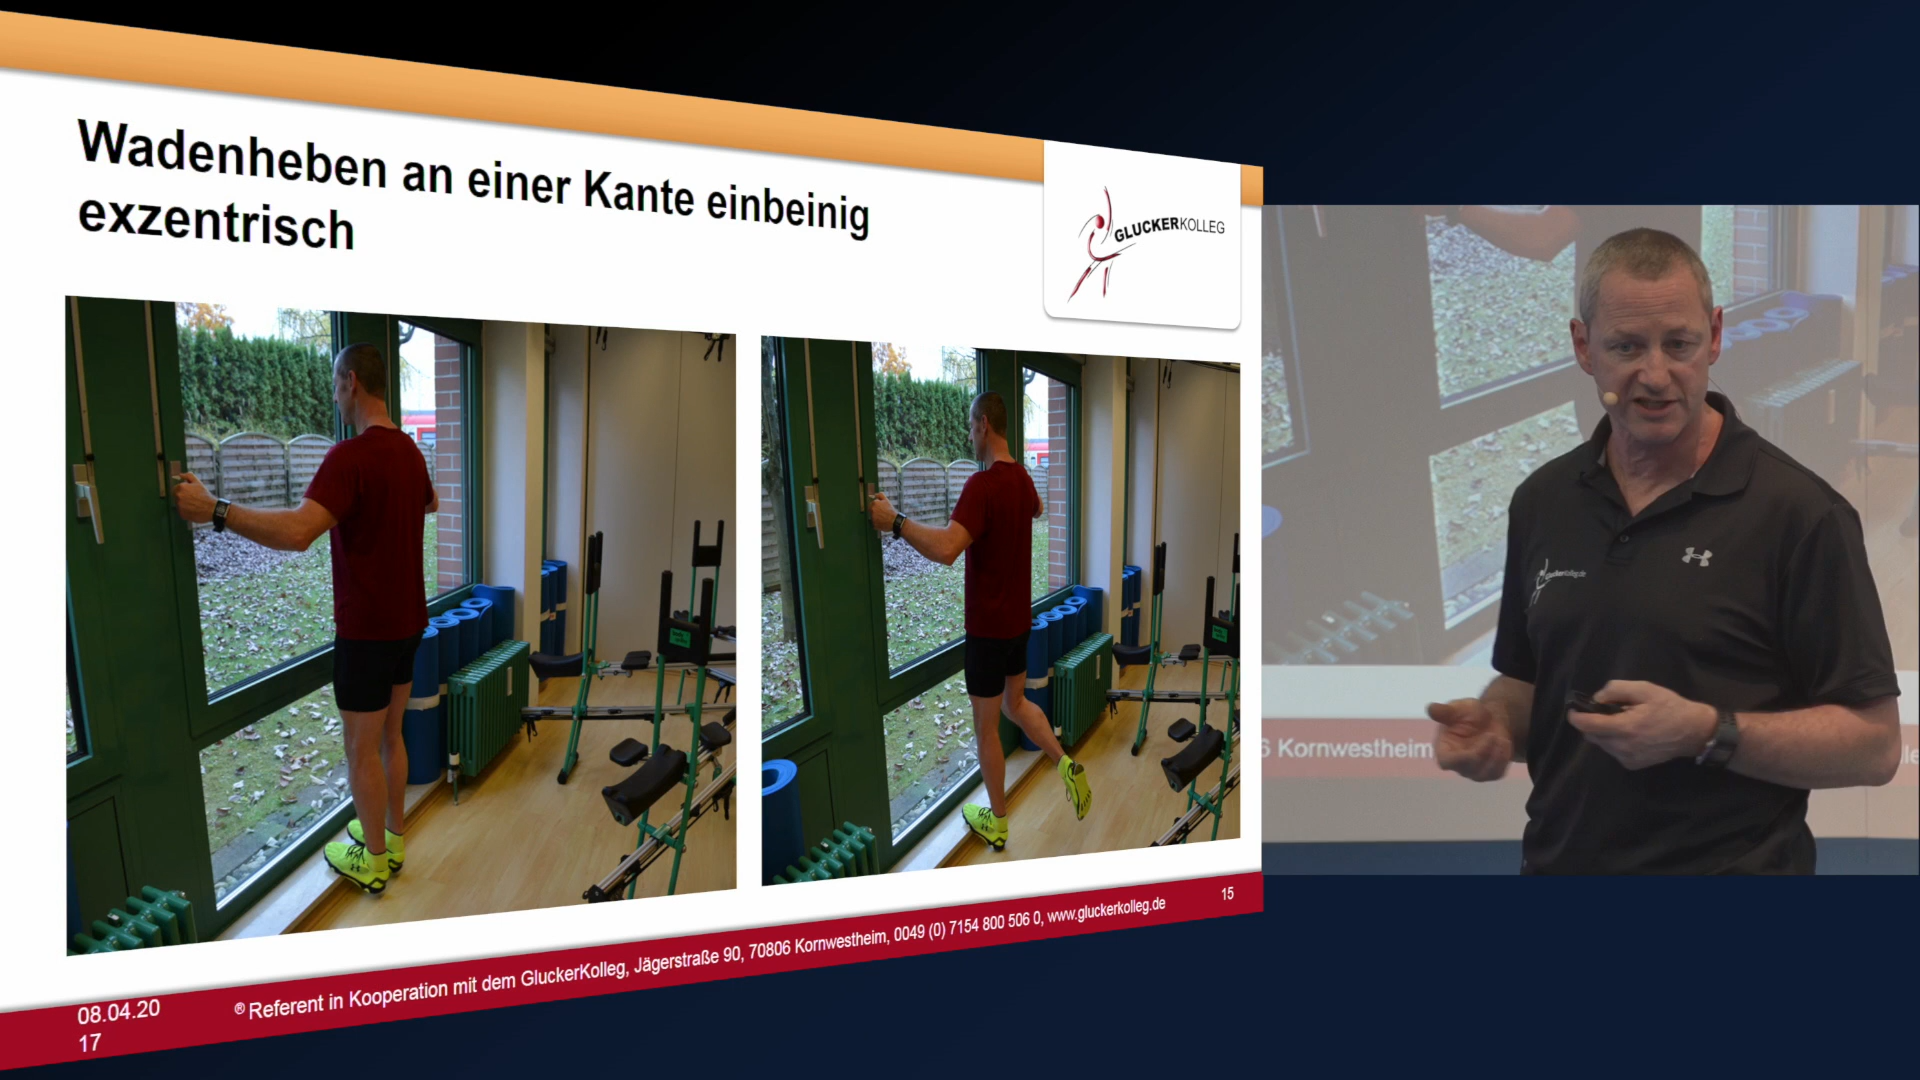 Wadenheben an einer Kante einbeinig
exzentrisch
GLUCKERKOLLEG
08.04.20
17
® Referent in Kooperation mit dem GluckerKolleg, Jägerstraße 90, 70806 Kornwestheim, 0049 (0) 7154 800 506 0, www.gluckerkolleg.de
15
6 Kornwestheim